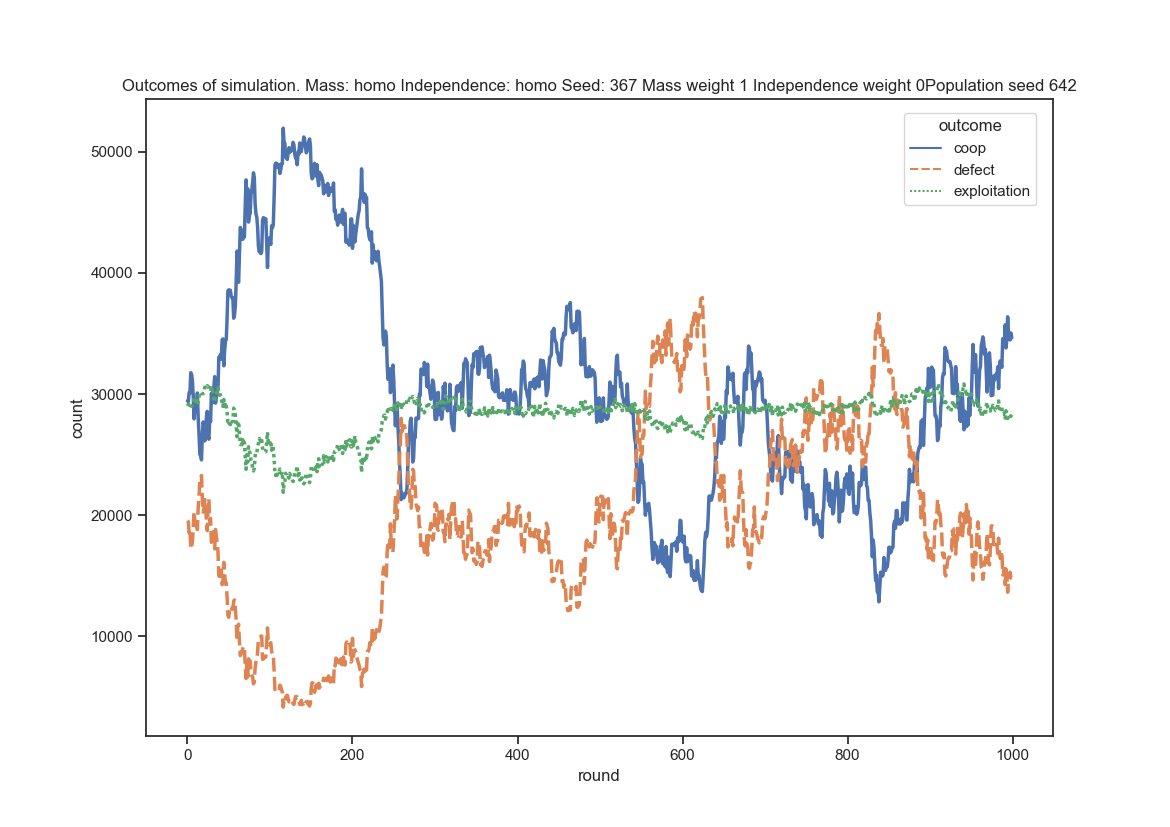 Outcomes of simulation. Mass: homo Independence: homo Seed: 367 Mass weight 1 Independence weight 0Population seed 642
outcome
coop
defect
exploitation
50000
40000
30000
20000
10000
count
0 200 400 600 800 1000
round